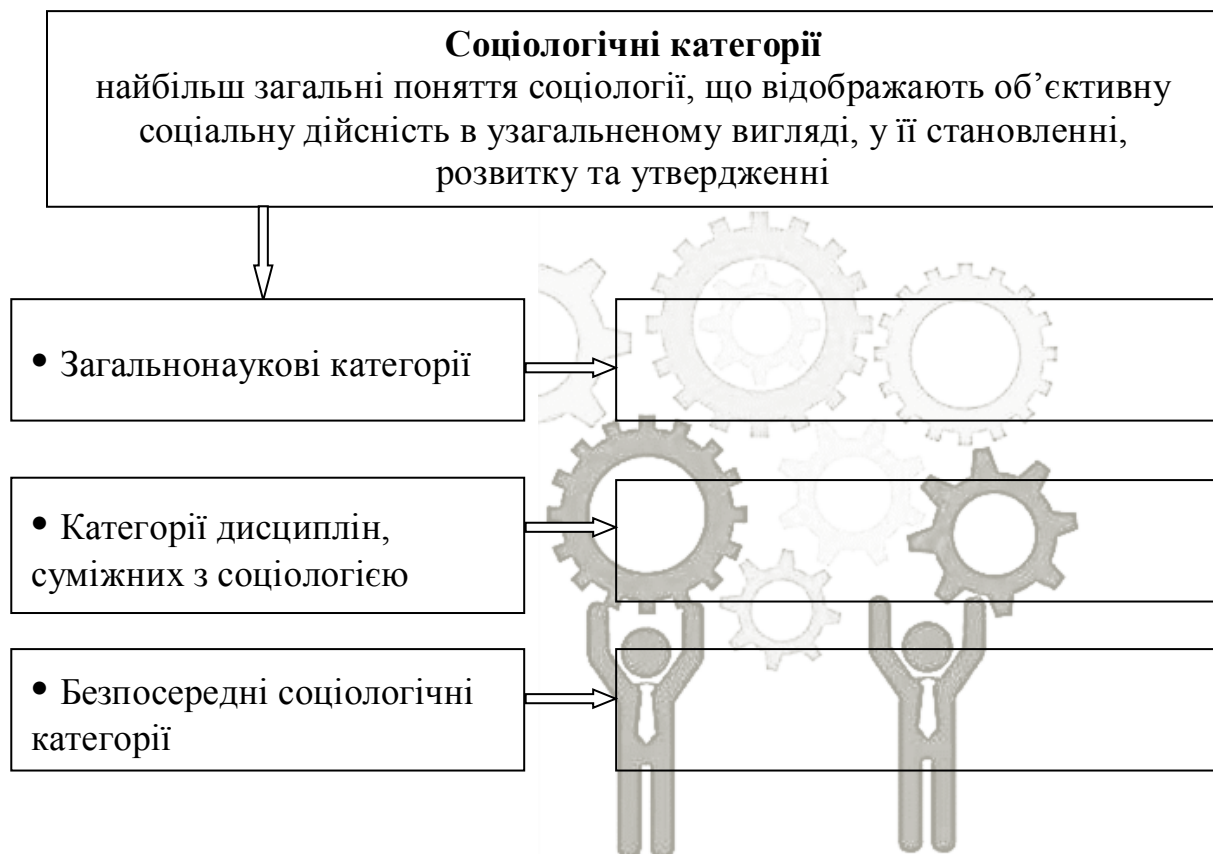 Соціологічні категорії
найбільш загальні поняття соціології, що відображають об’єктивну
соціальну дійсність в узагальненому вигляді, у її становленні,
розвитку та утвердженні
• Загальнонаукові категорії
• Категорії дисциплін,
суміжних з соціологією
• Безпосередні соціологічні
категорії